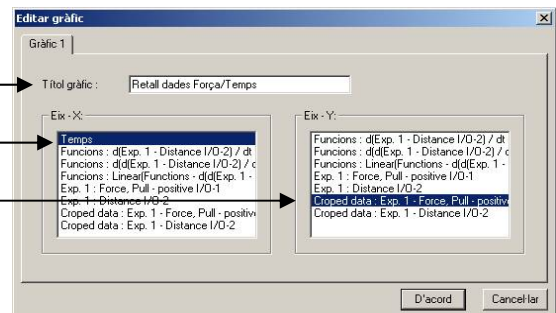 Editar gràfic
Gràfic 1
Títol gràfic :
Retall dades Força/Temps
Eix - X:
Temps
Funcions : d(Exp. 1 - Distance I/O-2) / dt
Funcions : d(d(Exp. 1 - Distance I/O-2) / d
Funcions : Linear(Functions - d(d(Exp. 1 -
Exp. 1 : Force, Pull - positive I/O-1
Exp. 1 : Distance I/O-2
Croped data : Exp. 1 - Force, Pull - positive
Croped data : Exp. 1 - Distance I/O-2
Eix - Y:
Funcions : d(Exp. 1 - Distance I/O-2) / dt
Funcions : d(d(Exp. 1 - Distance I/O-2) / d
Funcions : Linear(Functions - d(d(Exp. 1 -
Exp. 1 : Force, Pull - positive I/O-1
Exp. 1 : Distance I/O-2
Croped data : Exp. 1 - Force, Pull - positive
Croped data : Exp. 1 - Distance I/O-2
D'acord
Cancel·lar